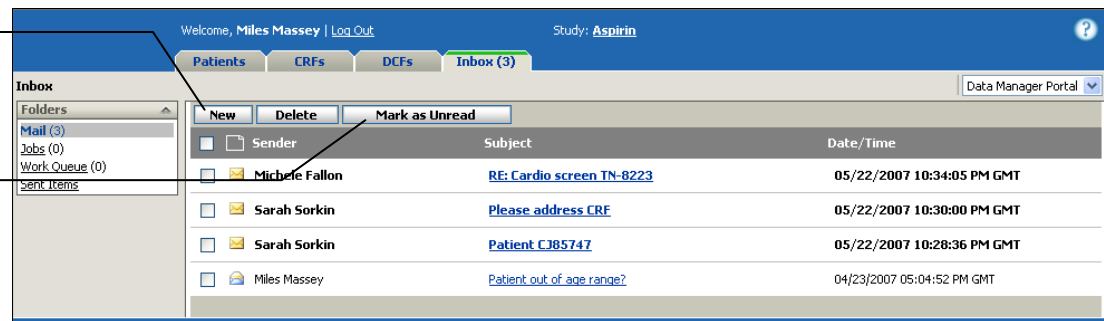 Welcome, Miles Massey | Log Out Study: Aspirin ?
Patients CRFs DCFs Inbox (3)
Inbox Data Manager Portal
Folders New Delete Mark as Unread
Mail (3)
Jobs (0) Sender Subject Date/Time
Work Queue (0)
Sent Items
Michele Fallon RE: Cardio screen TN-8223 05/22/2007 10:34:05 PM GMT
Sarah Sorkin Please address CRF 05/22/2007 10:30:00 PM GMT
Sarah Sorkin Patient CJ85747 05/22/2007 10:28:36 PM GMT
Miles Massey Patient out of age range? 04/23/2007 05:04:52 PM GMT